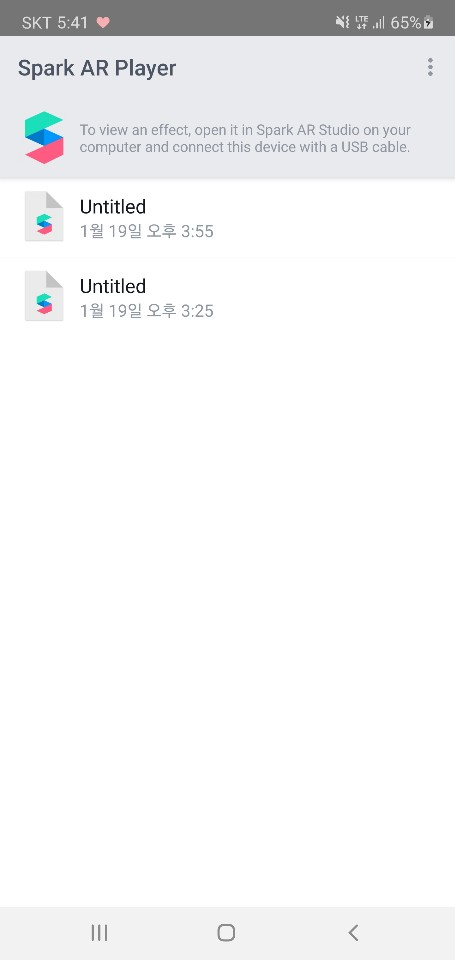 SKT 5:41
LTE
65%
Spark AR Player
To view an effect, open it in Spark AR Studio on your
computer and connect this device with a USB cable.
Untitled
1월 19일 오후 3:55
Untitled
1월 19일 오후 3:25